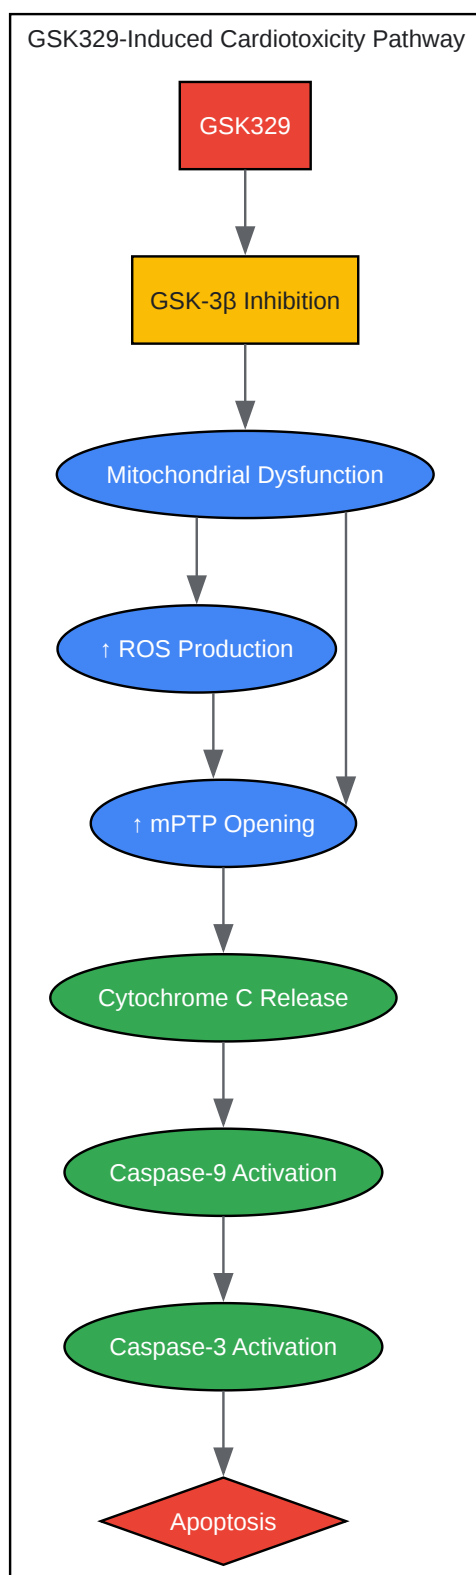 GSK329-Induced Cardiotoxicity Pathway
GSK329
GSK-3β Inhibition
Mitochondrial Dysfunction
↑ ROS Production
↑ mPTP Opening
Cytochrome C Release
Caspase-9 Activation
Caspase-3 Activation
Apoptosis